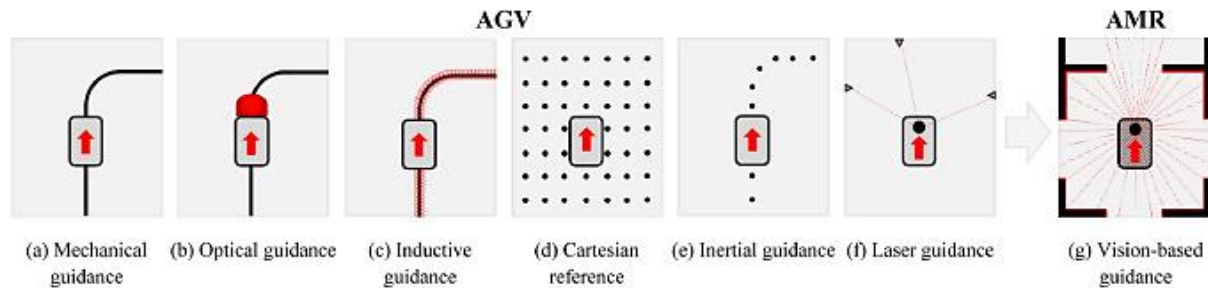 AGV
AMR
(a) Mechanical
guidance
(b) Optical guidance
(c) Inductive
guidance
(d) Cartesian
reference
(e) Inertial guidance
(f) Laser guidance
(g) Vision-based
guidance